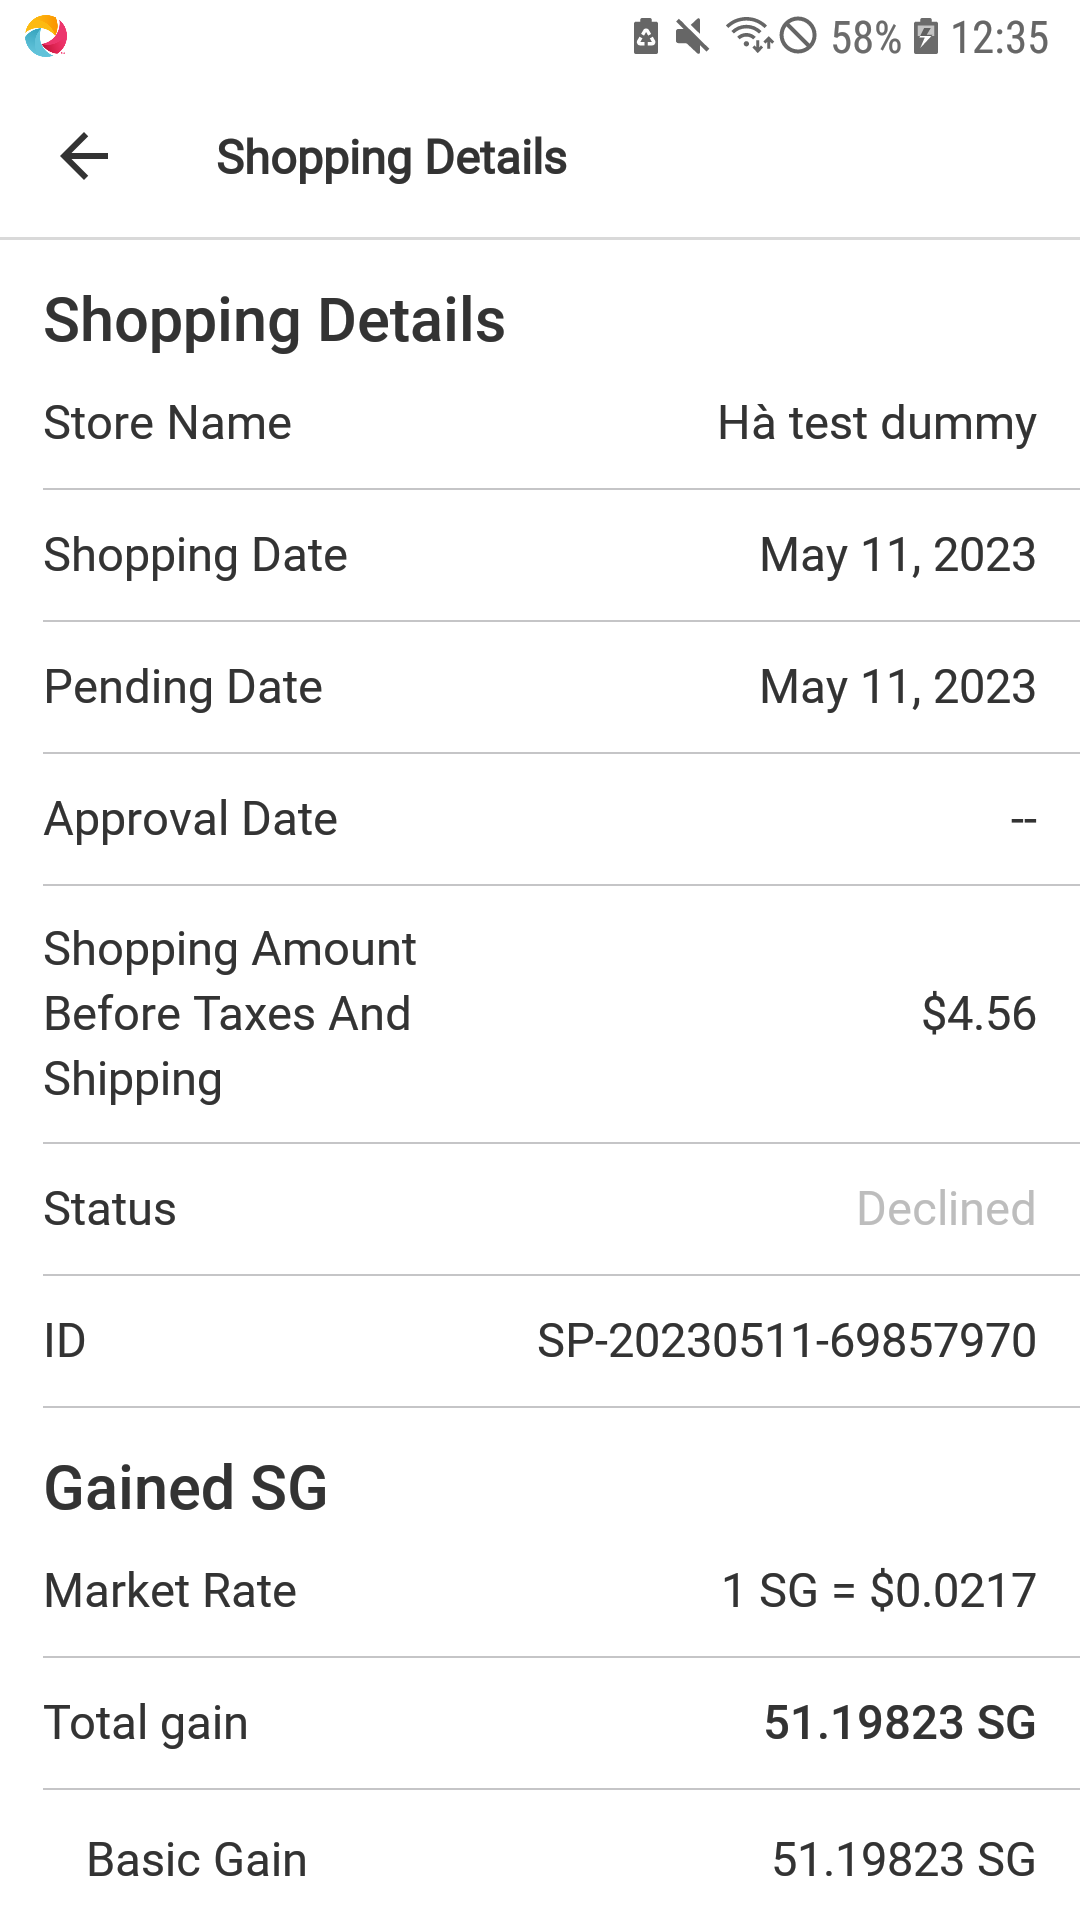 58% 12:35
Shopping Details
Shopping Details
Store Name Hà test dummy
Shopping Date May 11, 2023
Pending Date May 11, 2023
Approval Date --
Shopping Amount
Before Taxes And $4.56
Shipping
Status Declined
ID SP-20230511-69857970
Gained SG
Market Rate 1 SG = $0.0217
Total gain 51.19823 SG
Basic Gain 51.19823 SG